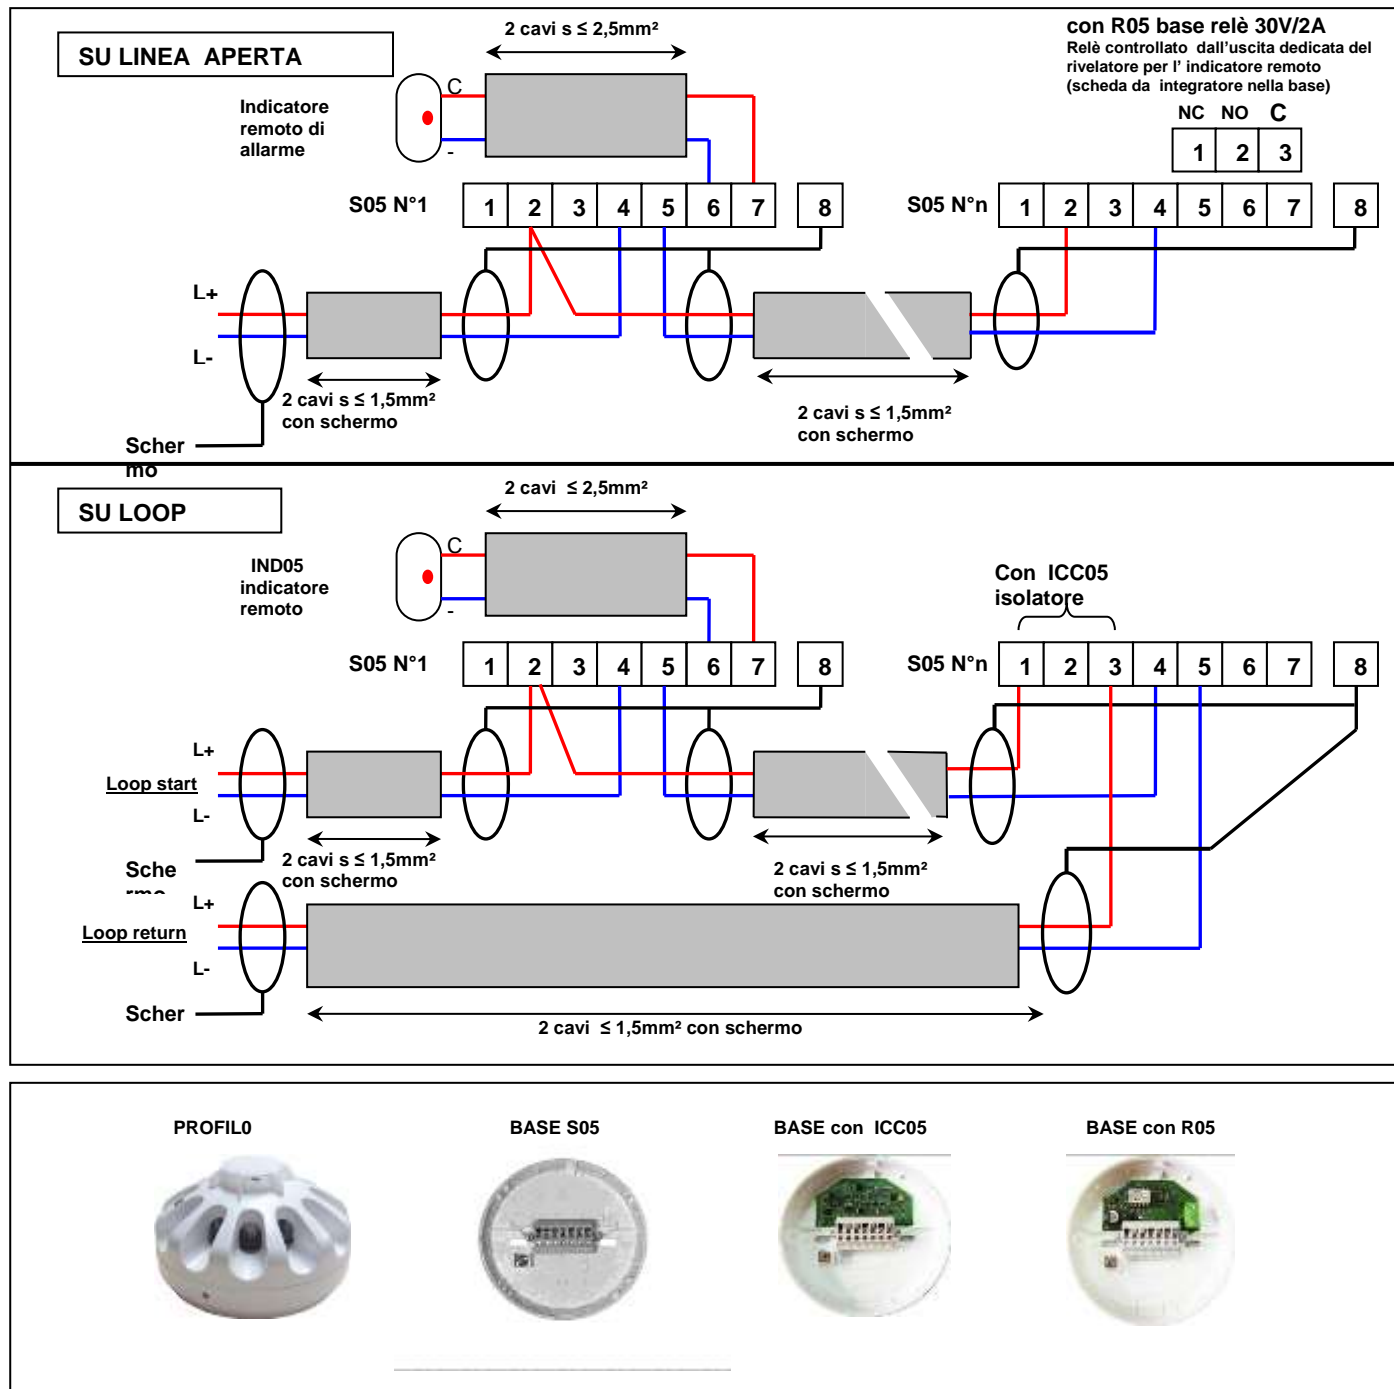 2 cavi s ≤ 2,5mm²
con R05 base relè 30V/2A
Relè controllato dall'uscita dedicata del
rivelatore per l' indicatore remoto
(scheda da integratore nella base)
SU LINEA APERTA
Indicatore
remoto di
allarme
C
-
NC NO C
1 2 3
S05 N°1
1 2 3 4 5 6 7 8
S05 N°n
1 2 3 4 5 6 7 8
L+
L-
2 cavi s ≤ 1,5mm²
con schermo
2 cavi s ≤ 1,5mm²
con schermo
Scher
mo
SU LOOP
2 cavi ≤ 2,5mm²
IND05
indicatore
remoto
C
-
Con ICC05
isolatore
S05 N°1
1 2 3 4 5 6 7 8
S05 N°n
1 2 3 4 5 6 7 8
L+
Loop start
L-
2 cavi s ≤ 1,5mm²
con schermo
2 cavi s ≤ 1,5mm²
con schermo
Sche
rmo
L+
Loop return
L-
Scher
2 cavi ≤ 1,5mm² con schermo
PROFIL0
BASE S05
BASE con ICC05
BASE con R05